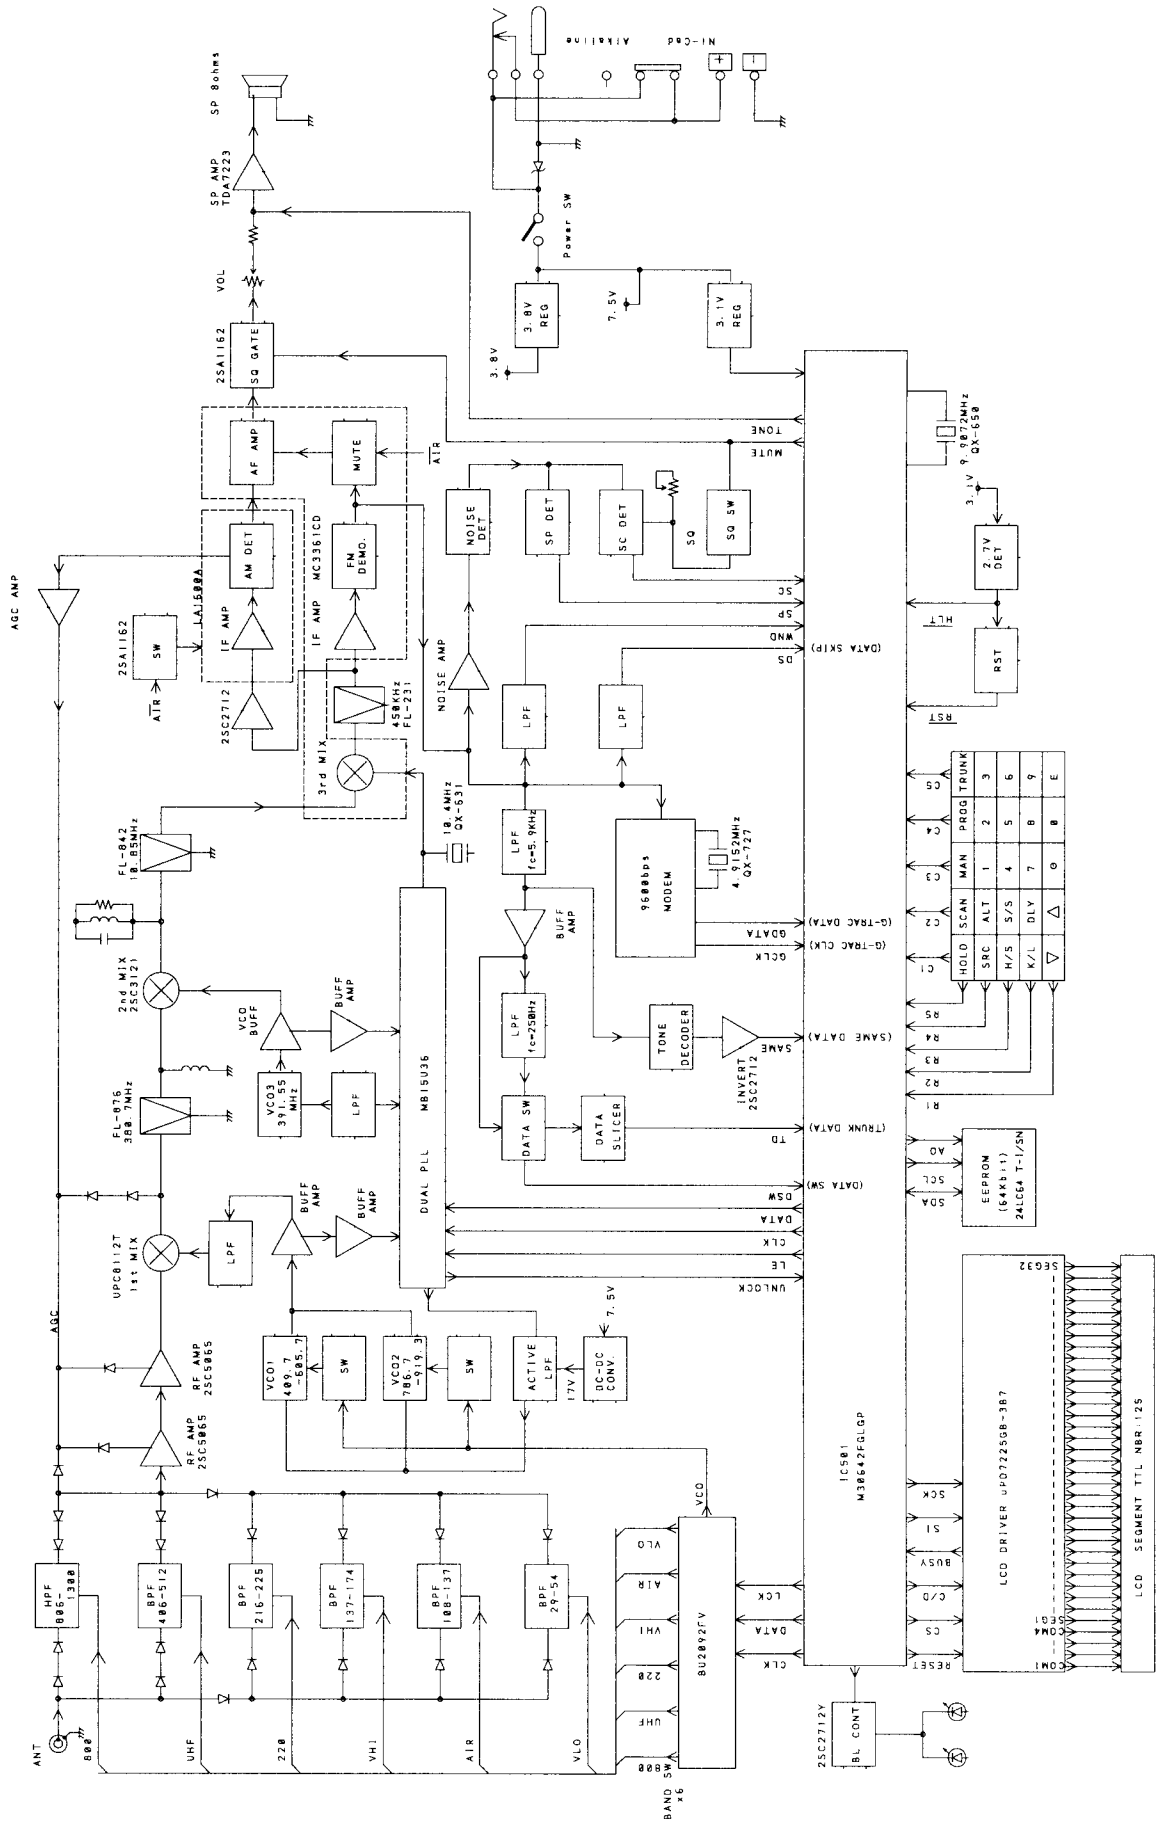 ANT
800
UHF
220
VHI
AIR
VLO
HPF
806-
1300
BPF
406-512
BPF
216-225
BPF
137-174
BPF
108-137
BPF
29-54
BAND SW
x6
800
UHF
220
VHI
AIR
VLO
BU2092FV
CLK
DATA
LCK
VCO
AGC
RF AMP
2SC5065
RF AMP
2SC5065
UPC8112T
1st MIX
LPF
FL-876
380.7MHz
2nd MIX
2SC3121
FL-842
10.85MHz
AGC AMP
VCO1
409.7
-605.7
SW
VCO2
786.7
-919.3
SW
ACTIVE
LPF
17V
DC-DC
CONV.
7.5V
BUFF
AMP
BUFF
AMP
VCO3
391.55
MHz
VCO
BUFF
BUFF
AMP
LPF
DUAL PLL
MB15U36
10.4MHz
QX-631
3rd MIX
450KHz
FL-231
2SC2712
AIR
2SA1162
SW
LA1600A
IF AMP
AM DET
IF AMP
MC3361CD
FM
DEMO.
MUTE
AIR
AF AMP
2SA1162
SQ GATE
VOL
SP AMP
TDA7223
SP 8ohms
NOISE AMP
NOISE
DET
SP DET
SC DET
SQ
SQ SW
LPF
LPF
LPF
fc=5.9KHz
BUFF
AMP
LPF
fc=250Hz
DATA SW
DATA
SLICER
TONE
DECODER
INVERT
2SC2712
9600bps
MODEM
4.9152MHz
QX-727
UNLOCK
LE
CLK
DATA
DSW
(DATA SW)
TD
(TRUNK DATA)
SAME
(SAME DATA)
GCLK
(G-TRAC CLK)
GDATA
(G-TRAC DATA)
DS
(DATA SKIP)
WND
SP
SC
MUTE
TONE
3.8V
3.8V
REG
7.5V
3.1V
REG
Power SW
Alkaline
Ni-Cad
+
-
IC501
M30642FGLGP
9.9072MHz
QX-650
3.1V
2.7V
DET
HLT
RST
RST
C1
C2
C3
C4
C5
R5
R4
R3
R2
R1
HOLD SCAN MAN PROG TRUNK
SRC ALT 1 2 3
H/S S/S 4 5 6
K/L DLY 7 8 9
0 E
SDA
SCL
AO
EEPROM
(64Kbit)
24LC64 T-I/SN
RESET
CS
C/D
BUSY
SI
SCK
LCD DRIVER uPD7225GB-3B7
COM1
COM4
SEG1
SEG32
LCD SEGMENT TTL NBR:125
2SC2712Y
BL CONT